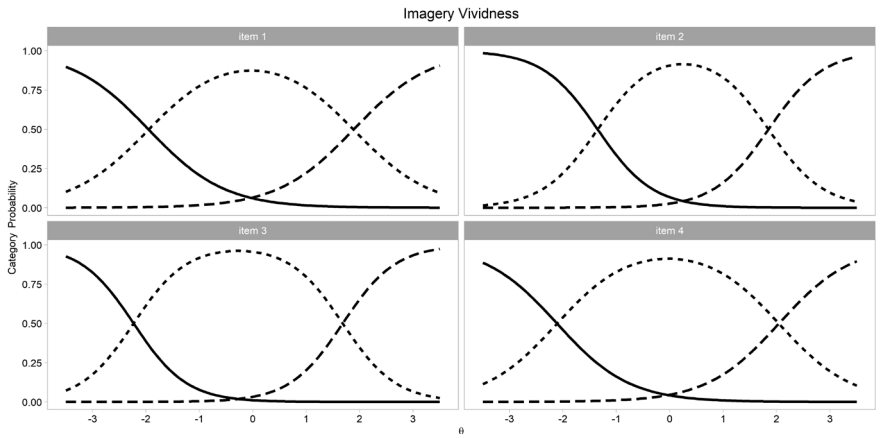 Imagery Vividness
item 1
item 2
1.00
0.75
0.50
0.25
0.00
item 3
item 4
1.00
0.75
0.50
0.25
0.00
Category Probability
-3 -2 -1 0 1 2 3
-3 -2 -1 0 1 2 3
θ